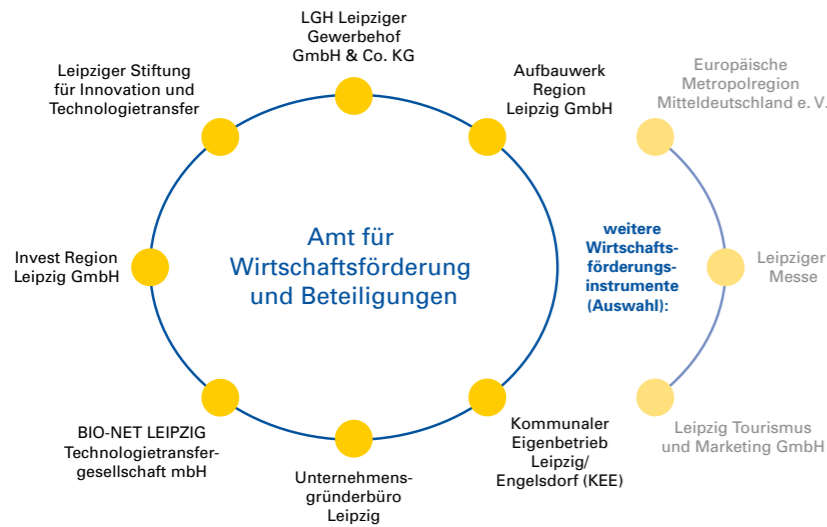 LGH Leipziger
Gewerbehof
GmbH & Co. KG
Leipziger Stiftung
für Innovation und
Technologietransfer
Aufbauwerk
Region
Leipzig GmbH
Europäische
Metropolregion
Mitteldeutschland e. V.
Invest Region
Leipzig GmbH
Amt für
Wirtschaftsförderung
und Beteiligungen
weitere
Wirtschafts-
förderungs-
instrumente
(Auswahl):
Leipziger
Messe
BIO-NET LEIPZIG
Technologietransfer-
gesellschaft mbH
Unternehmens-
gründerbüro
Leipzig
Kommunaler
Eigenbetrieb
Leipzig/
Engelsdorf (KEE)
Leipzig Tourismus
und Marketing GmbH